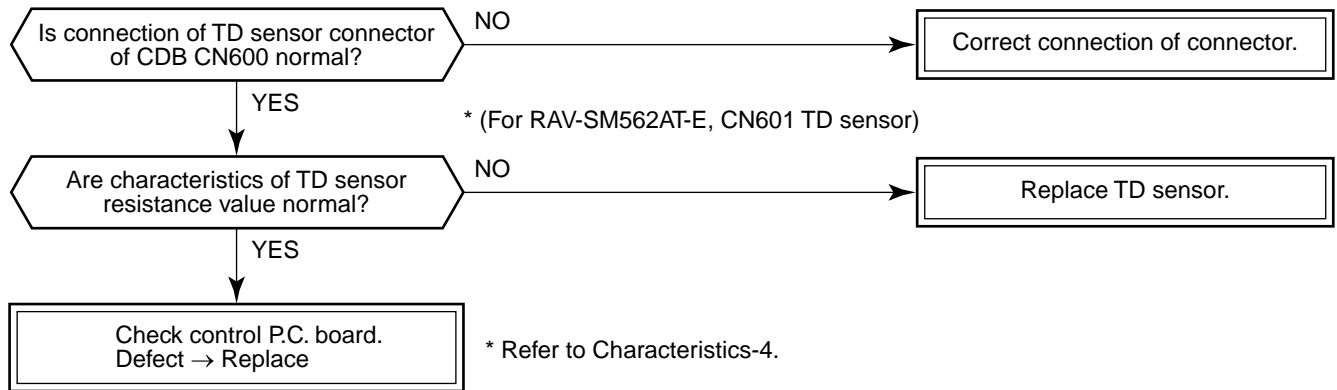 Is connection of TD sensor connector
of CDB CN600 normal?
NO
Correct connection of connector.
YES
* (For RAV-SM562AT-E, CN601 TD sensor)
Are characteristics of TD sensor
resistance value normal?
NO
Replace TD sensor.
YES
Check control P.C. board.
Defect → Replace
* Refer to Characteristics-4.